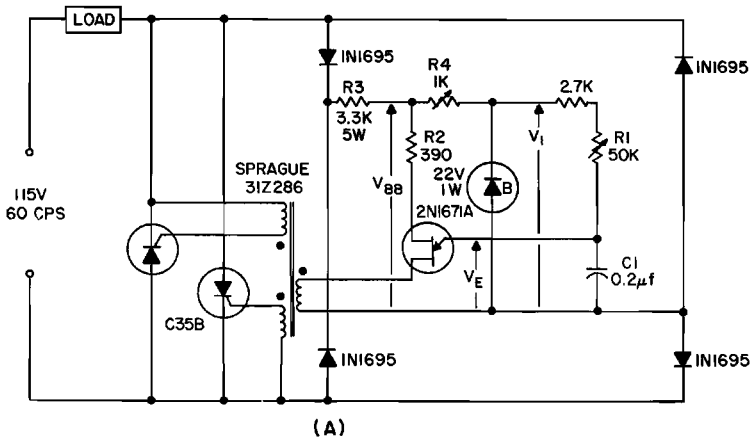 LOAD
IN1695
R3
3.3K
5W
R4
1K
2.7K
IN1695
R2
390
R1
50K
V1
VBB
22V
1W
B
SPRAGUE
31Z286
115V
60 CPS
2N1671A
VE
C1
0.2μf
C35B
IN1695
IN1695
(A)